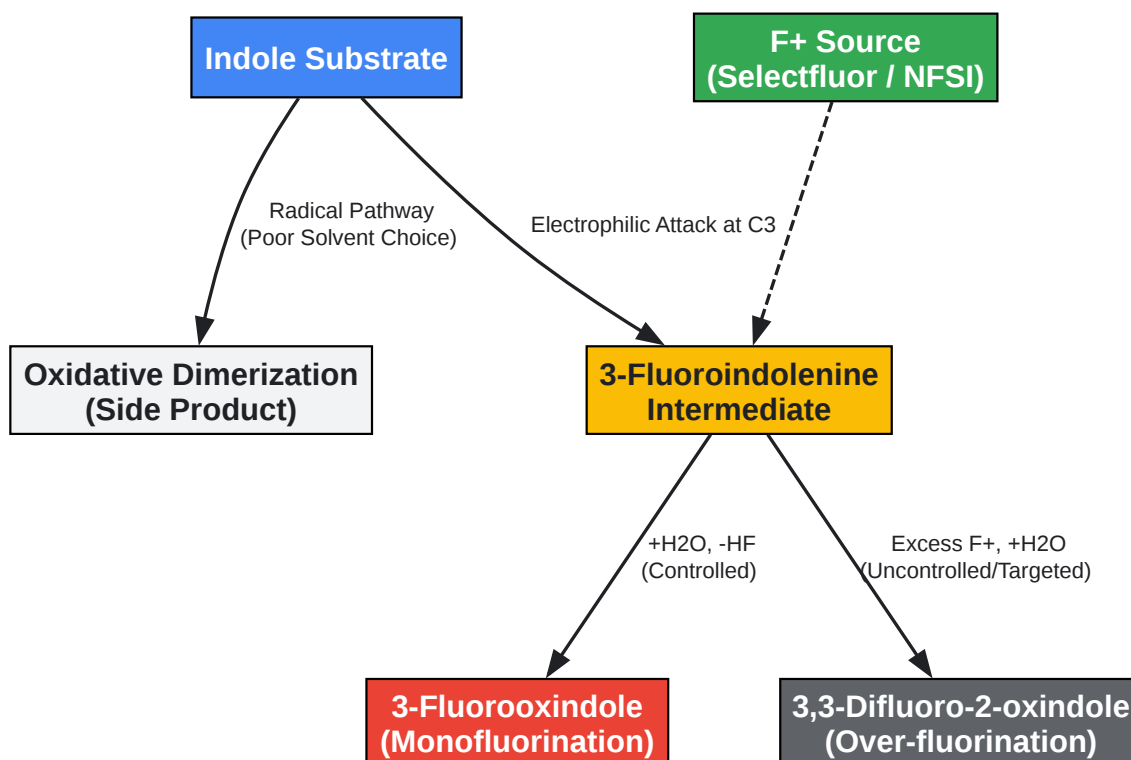 Indole Substrate
F+ Source
(Selectfluor / NFSI)
Radical Pathway
(Poor Solvent Choice)
Electrophilic Attack at C3
Oxidative Dimerization
(Side Product)
3-Fluoroindolenine
Intermediate
+H2O, -HF
(Controlled)
Excess F+, +H2O
(Uncontrolled/Targeted)
3-Fluorooxindole
(Monofluorination)
3,3-Difluoro-2-oxindole
(Over-fluorination)